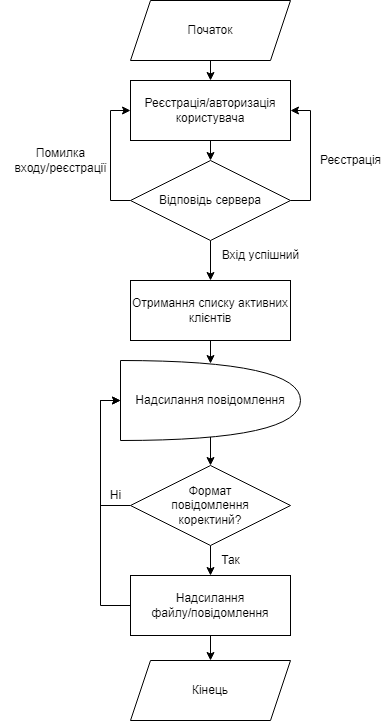 Початок
Реєстрація/авторизація
користувача
Помилка
входу/реєстрації
Реєстрація
Відповідь сервера
Вхід успішний
Отримання списку активних
клієнтів
Надсилання повідомлення
Формат
повідомлення
коректиний?
Ні
Так
Надсилання
файлу/повідомлення
Кінець